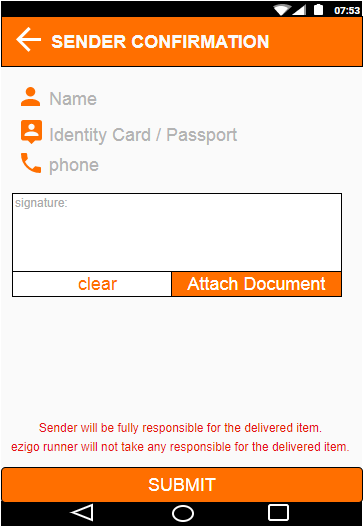 07:53
SENDER CONFIRMATION
Name
Identity Card / Passport
phone
signature:
clear Attach Document
Sender will be fully responsible for the delivered item.
ezigo runner will not take any responsible for the delivered item.
SUBMIT